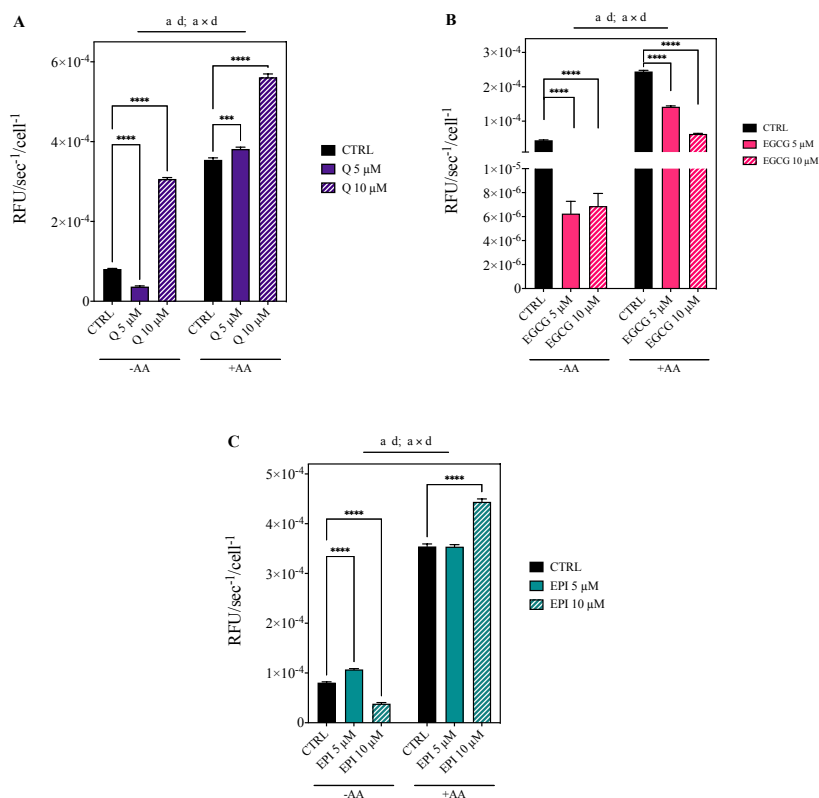 A
a d; a × d
RFU/sec⁻¹/cell⁻¹
6×10⁻⁴
4×10⁻⁴
2×10⁻⁴
0
****
****
****
***
CTRL
Q 5 µM
Q 10 µM
CTRL
Q 5 µM
Q 10 µM
-AA
+AA
CTRL
Q 5 µM
Q 10 µM
B
a d; a × d
RFU/sec⁻¹/cell⁻¹
3×10⁻⁴
2×10⁻⁴
1×10⁻⁴
1×10⁻⁵
8×10⁻⁶
6×10⁻⁶
4×10⁻⁶
2×10⁻⁶
0
****
****
****
****
CTRL
EGCG 5 µM
EGCG 10 µM
CTRL
EGCG 5 µM
EGCG 10 µM
-AA
+AA
CTRL
EGCG 5 µM
EGCG 10 µM
C
a d; a × d
RFU/sec⁻¹/cell⁻¹
5×10⁻⁴
4×10⁻⁴
3×10⁻⁴
2×10⁻⁴
1×10⁻⁴
0
****
****
****
CTRL
EPI 5 µM
EPI 10 µM
CTRL
EPI 5 µM
EPI 10 µM
-AA
+AA
CTRL
EPI 5 µM
EPI 10 µM